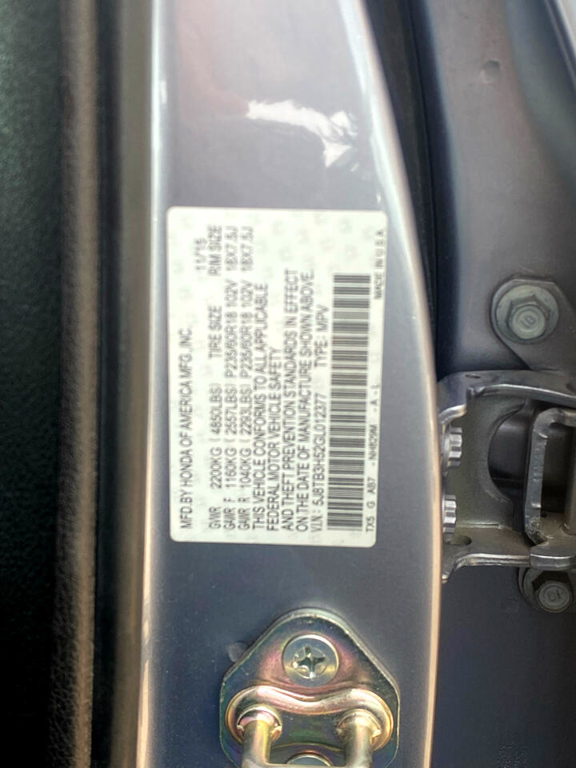 MFD.BY HONDA OF AMERICA MFG.,INC. 11/15
GVWR 2200KG (4850LBS) TIRE SIZE RIM SIZE
GAWR F 1160KG (2557LBS) P235/60R18 102V 18X7.5J
GAWR R 1040KG (2293LBS) P235/60R18 102V 18X7.5J
THIS VEHICLE CONFORMS TO ALL APPLICABLE
FEDERAL MOTOR VEHICLE SAFETY
AND THEFT PREVENTION STANDARDS IN EFFECT
ON THE DATE OF MANUFACTURE SHOWN ABOVE.
V.I.N.: 5J8TB3H52GL012377 TYPE: MPV
TX5 G AB7 -NH829M -A -L MADE IN U.S.A.